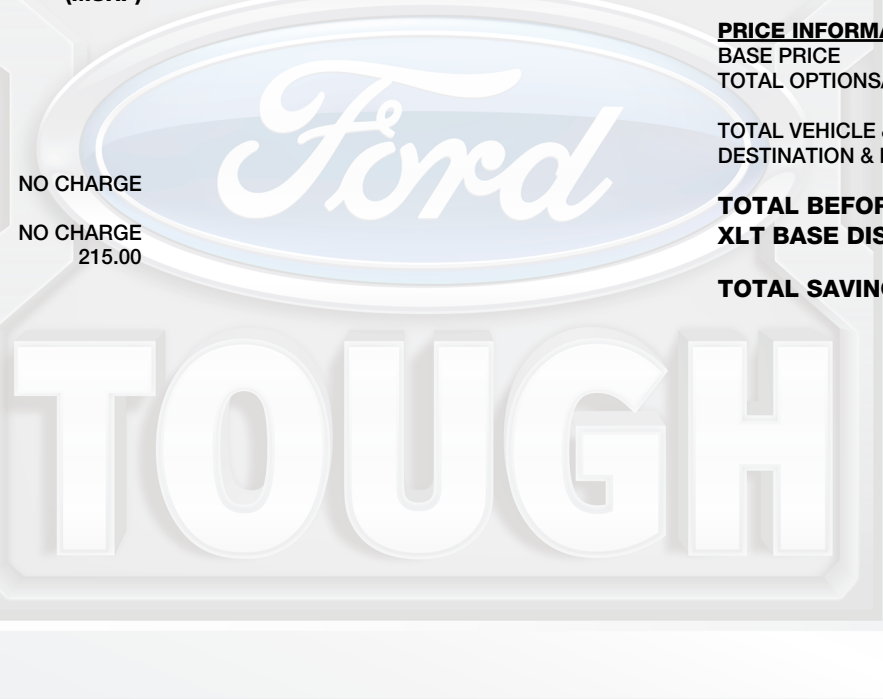 (MSRP)
NO CHARGE
NO CHARGE
215.00
PRICE INFORMA
BASE PRICE
TOTAL OPTIONS/
TOTAL VEHICLE &
DESTINATION &
TOTAL BEFOR
XLT BASE DIS
TOTAL SAVING
Ford
TOUGH